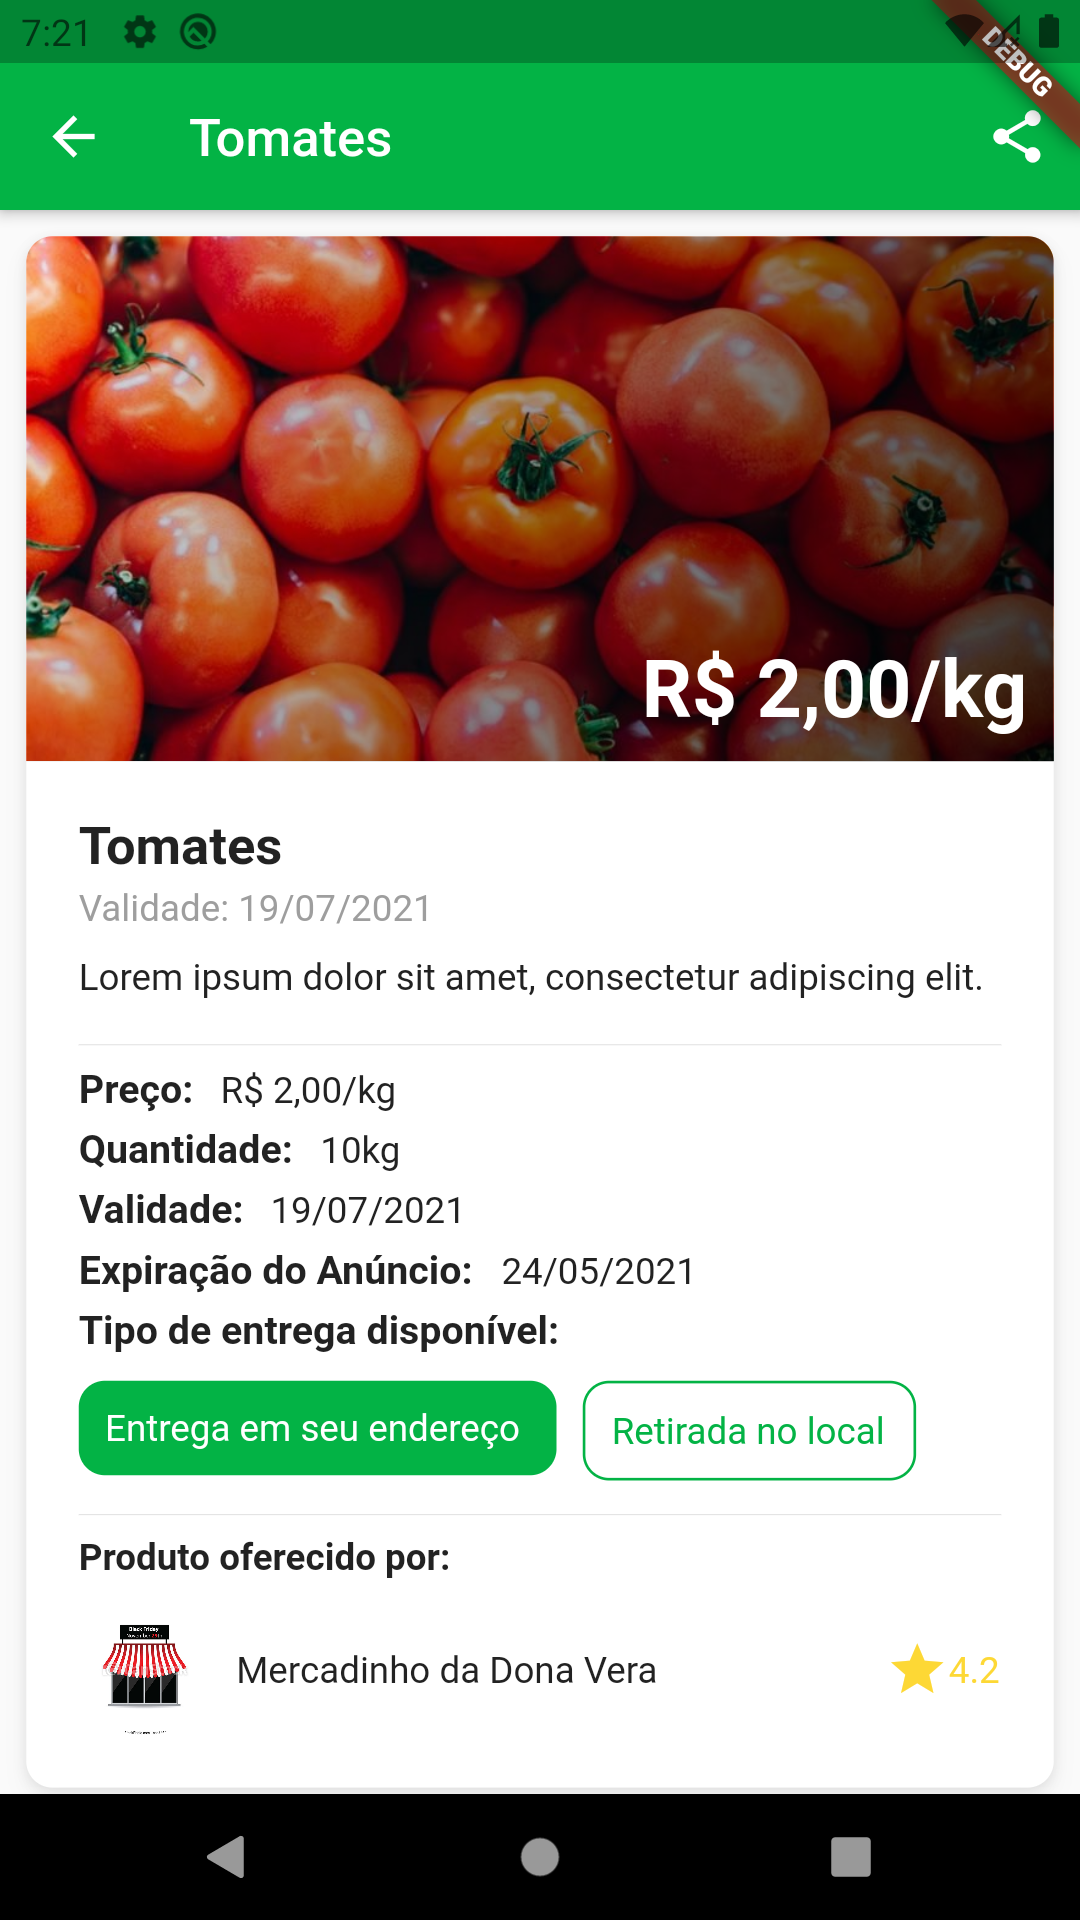 7:21
DEBUG
Tomates
R$ 2,00/kg
Tomates
Validade: 19/07/2021
Lorem ipsum dolor sit amet, consectetur adipiscing elit.
Preço: R$ 2,00/kg
Quantidade: 10kg
Validade: 19/07/2021
Expiração do Anúncio: 24/05/2021
Tipo de entrega disponível:
Entrega em seu endereço
Retirada no local
Produto oferecido por:
Black Friday
Mercadinho da Dona Vera
4.2